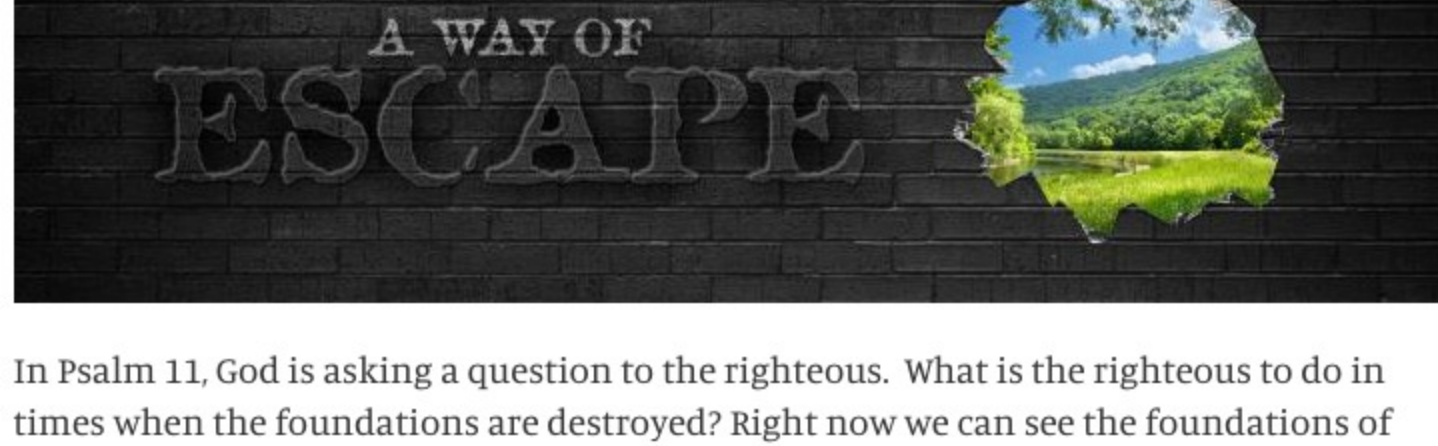 A WAY OF
ESCAPE
In Psalm 11, God is asking a question to the righteous.  What is the righteous to do in
times when the foundations are destroyed? Right now we can see the foundations of